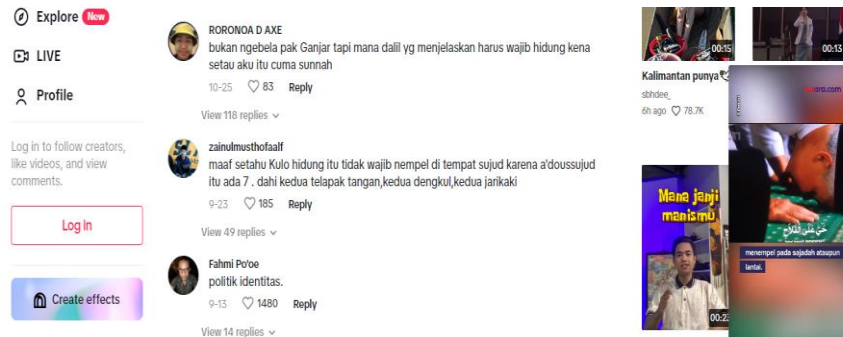 Explore New
LIVE
Profile
Log in to follow creators,
like videos, and view
comments.
Log in
Create effects
RORONOA D AXE
bukan ngebela pak Ganjar tapi mana dalil yg menjelaskan harus wajib hidung kena
setau aku itu cuma sunnah
10-25 83 Reply
View 118 replies
zainulmusthofaalf
maaf setahu Kulo hidung itu tidak wajib nempel di tempat sujud karena a'doussujud
itu ada 7 . dahi kedua telapak tangan,kedua dengkul,kedua jarikaki
9-23 185 Reply
View 49 replies
Fahmi Po'oe
politik identitas.
9-13 1480 Reply
View 14 replies
00:15
00:13
Kalimantan punya
sbhdee_
6h ago 78.7K
Mana janji
manismu
حَيَّ عَلَى الْفَلَاحِ
menempel pada sajadah ataupun
lantai.